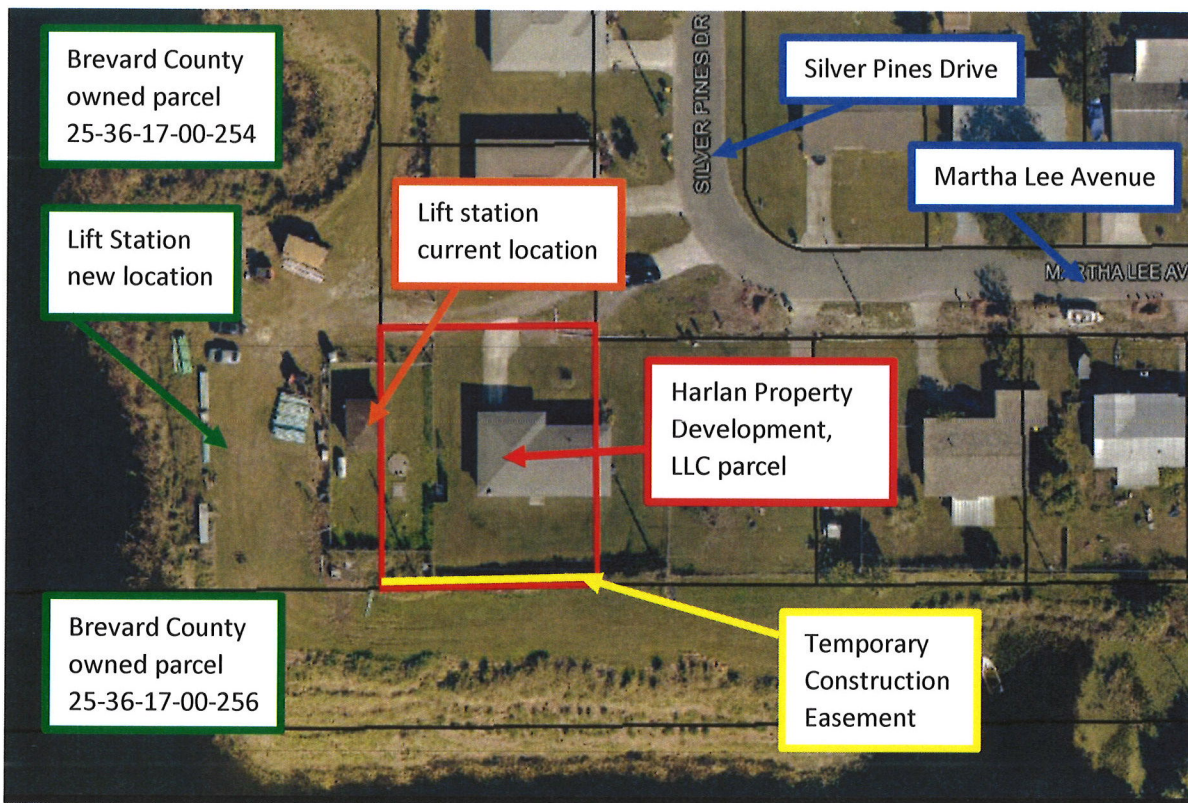 Brevard County
owned parcel
25-36-17-00-254
SILVER PINES DR
Silver Pines Drive
Martha Lee Avenue
Lift Station
new location
Lift station
current location
MARTHA LEE AV
Harlan Property
Development,
LLC parcel
Brevard County
owned parcel
25-36-17-00-256
Temporary
Construction
Easement